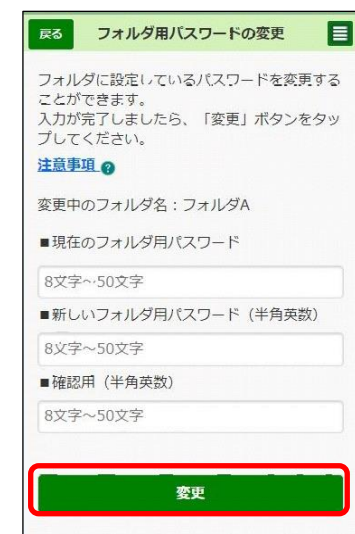 戻る フォルダ用パスワードの変更
フォルダに設定しているパスワードを変更する
ことができます。
入力が完了しましたら、「変更」ボタンをタッ
プしてください。
注意事項 ?
変更中のフォルダ名：フォルダA
■現在のフォルダ用パスワード
8文字～50文字
■新しいフォルダ用パスワード（半角英数）
8文字～50文字
■確認用（半角英数）
8文字～50文字
変更